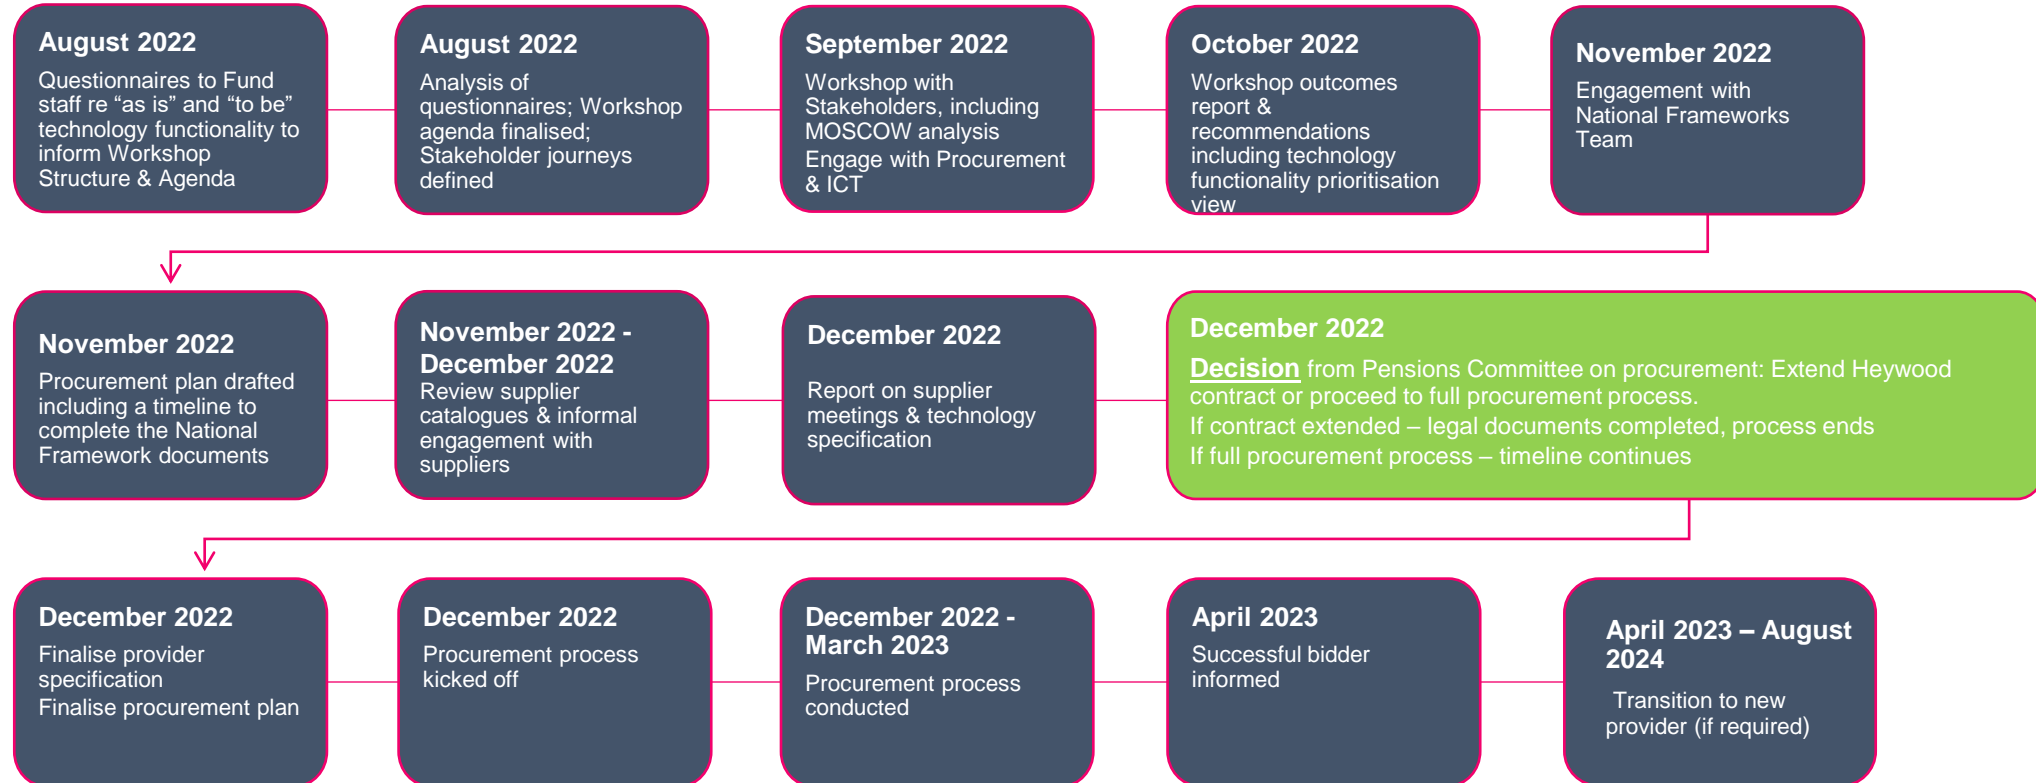 August 2022
Questionnaires to Fund
staff re “as is” and “to be”
technology functionality to
inform Workshop
Structure & Agenda
August 2022
Analysis of
questionnaires; Workshop
agenda finalised;
Stakeholder journeys
defined
September 2022
Workshop with
Stakeholders, including
MOSCOW analysis
Engage with Procurement
& ICT
October 2022
Workshop outcomes
report &
recommendations
including technology
functionality prioritisation
view
November 2022
Engagement with
National Frameworks
Team
November 2022
Procurement plan drafted
including a timeline to
complete the National
Framework documents
November 2022 -
December 2022
Review supplier
catalogues & informal
engagement with
suppliers
December 2022
Report on supplier
meetings & technology
specification
December 2022
Decision from Pensions Committee on procurement: Extend Heywood
contract or proceed to full procurement process.
If contract extended – legal documents completed, process ends
If full procurement process – timeline continues
December 2022
Finalise provider
specification
Finalise procurement plan
December 2022
Procurement process
kicked off
December 2022 -
March 2023
Procurement process
conducted
April 2023
Successful bidder
informed
April 2023 – August
2024
Transition to new
provider (if required)